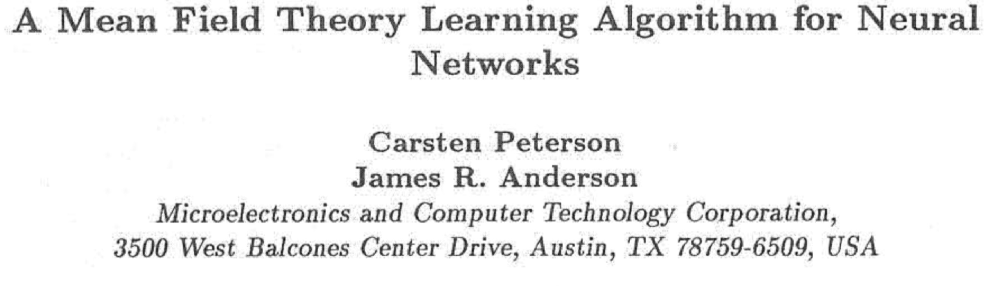 A Mean Field Theory Learning Algorithm for Neural
Networks
Carsten Peterson
James R. Anderson
Microelectronics and Computer Technology Corporation,
3500 West Balcones Center Drive, Austin, TX 78759-6509, USA